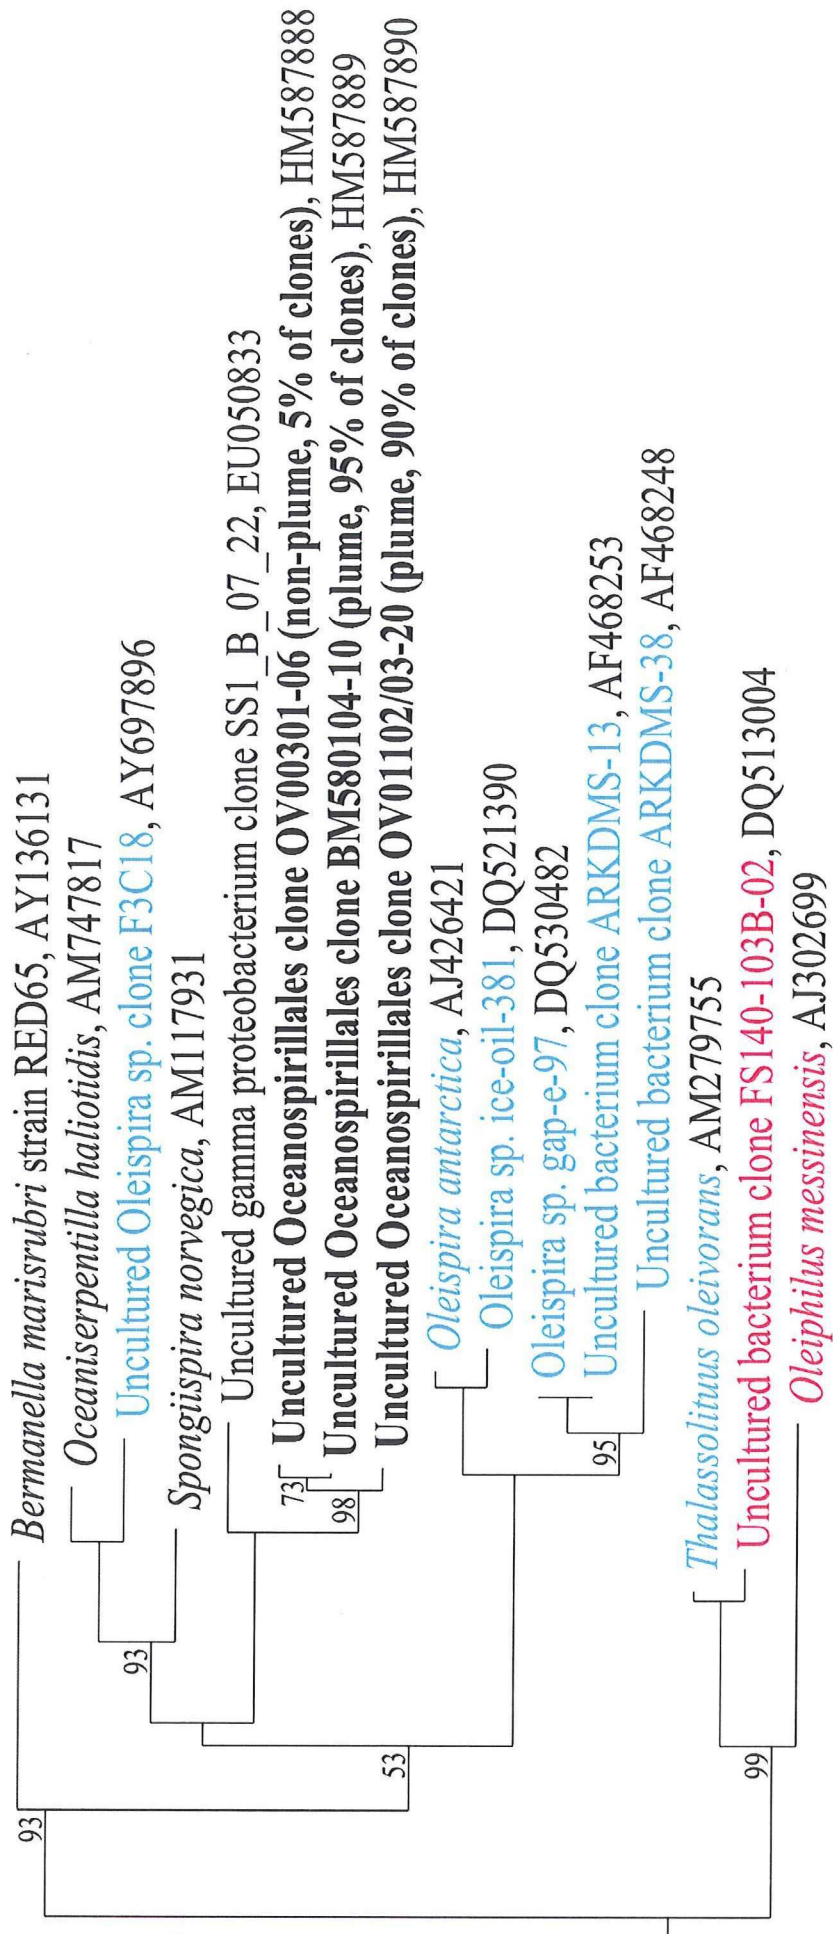 Bermanella marisrubri strain RED65, AY136131
Oceaniserpentilla haliotidis, AM747817
Uncultured Oleispira sp. clone F3C18, AY697896
Spongiispira norvegica, AM117931
Uncultured gamma proteobacterium clone SS1_B_07_22, EU050833
Uncultured Oceanospirillales clone OV00301-06 (non-plume, 5% of clones), HM587888
Uncultured Oceanospirillales clone BM580104-10 (plume, 95% of clones), HM587889
Uncultured Oceanospirillales clone OV01102/03-20 (plume, 90% of clones), HM587890
Oleispira antarctica, AJ426421
Oleispira sp. ice-oil-381, DQ521390
Oleispira sp. gap-e-97, DQ530482
Uncultured bacterium clone ARKDMS-13, AF468253
Uncultured bacterium clone ARKDMS-38, AF468248
Thalassolituus oleivorans, AM279755
Uncultured bacterium clone FS140-103B-02, DQ513004
Oleiphilus messinensis, AJ302699
93
93
73
98
53
95
99